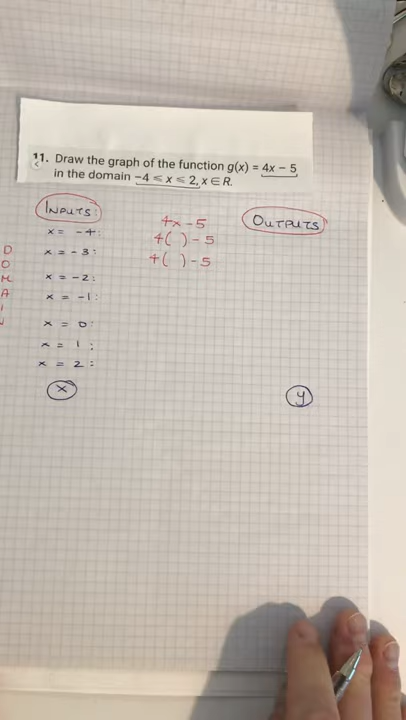 11. Draw the graph of the function g(x) = 4x − 5
in the domain −4 ⩽ x ⩽ 2, x ∈ R.
INPUTS:
OUTPUTS
DOMAIN
4x - 5
x = -4:
4( ) - 5
x = -3:
4( ) - 5
x = -2:
x = -1:
x = 0:
x = 1:
x = 2:
x
y